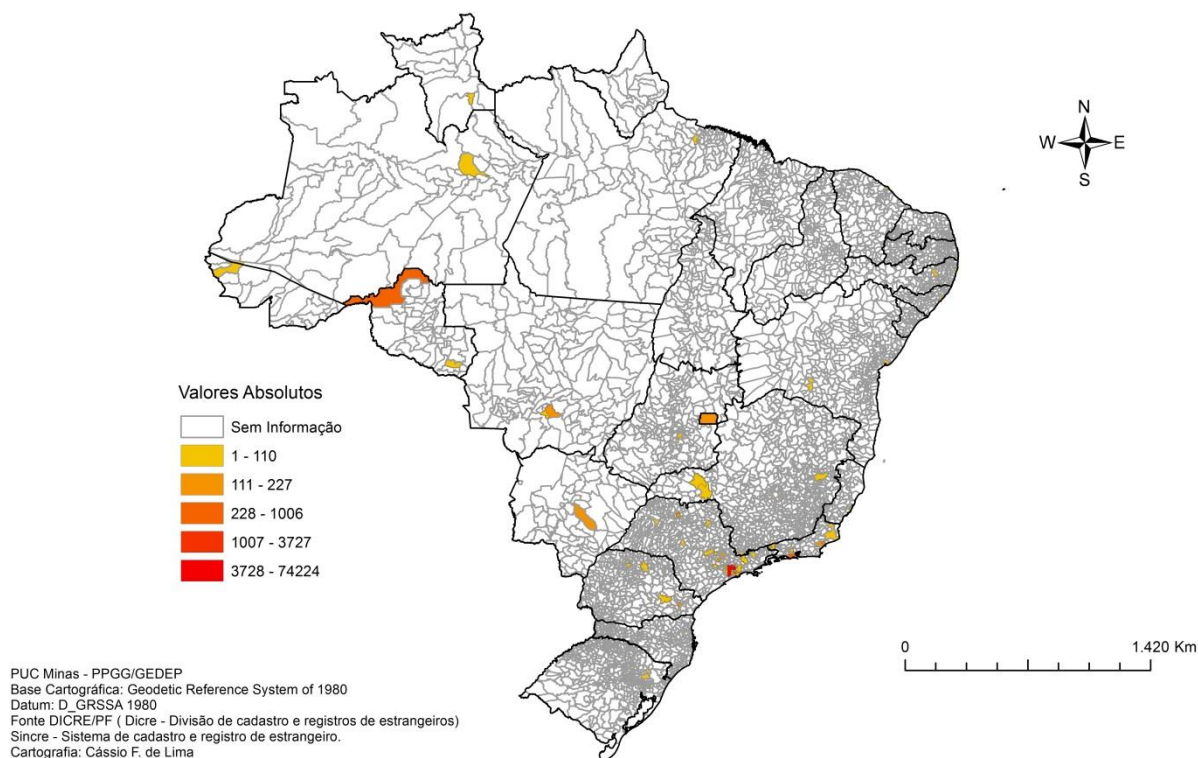 N
W E
S
Valores Absolutos
Sem Informação
1 - 110
111 - 227
228 - 1006
1007 - 3727
3728 - 74224
0 1.420 Km
PUC Minas - PPGG/GEDEP
Base Cartográfica: Geodetic Reference System of 1980
Datum: D_GRSSA 1980
Fonte DICRE/PF ( Dicre - Divisão de cadastro e registros de estrangeiros)
Sincre - Sistema de cadastro e registro de estrangeiro.
Cartografia: Cássio F. de Lima